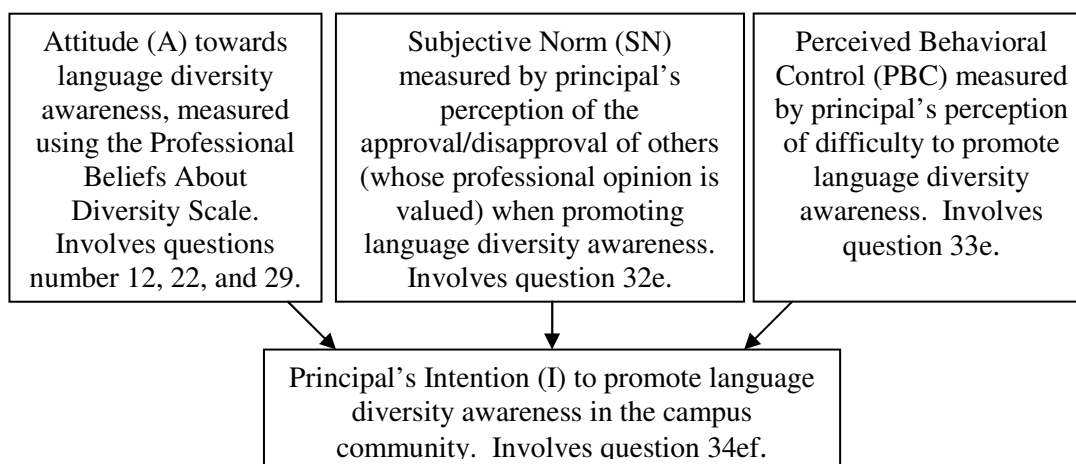 Attitude (A) towards
language diversity
awareness, measured
using the Professional
Beliefs About
Diversity Scale.
Involves questions
number 12, 22, and 29.
Subjective Norm (SN)
measured by principal’s
perception of the
approval/disapproval of others
(whose professional opinion is
valued) when promoting
language diversity awareness.
Involves question 32e.
Perceived Behavioral
Control (PBC) measured
by principal’s perception
of difficulty to promote
language diversity
awareness.  Involves
question 33e.
Principal’s Intention (I) to promote language
diversity awareness in the campus
community.  Involves question 34ef.